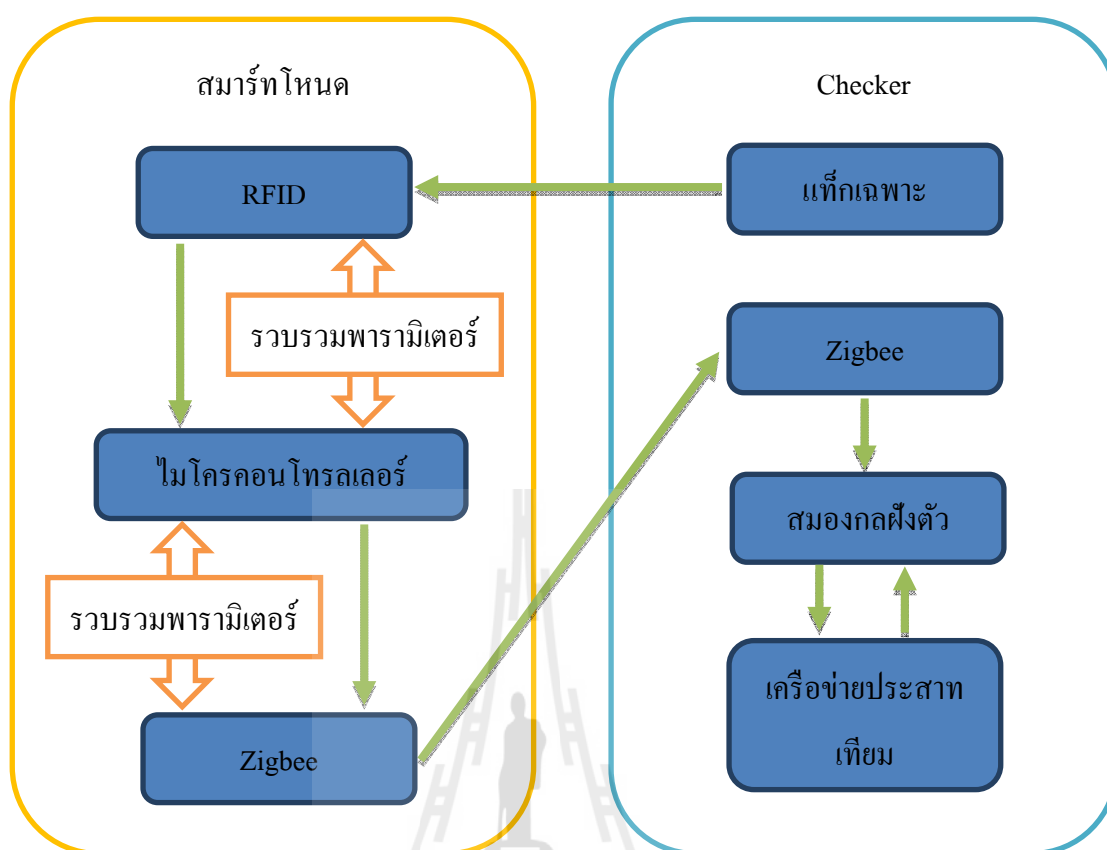 สมาร์ทโหนด
RFID
รวบรวมพารามิเตอร์
ไมโครคอนโทรลเลอร์
รวบรวมพารามิเตอร์
Zigbee
Checker
แท็กเฉพาะ
Zigbee
สมองกลฝังตัว
เครือข่ายประสาท
เทียม